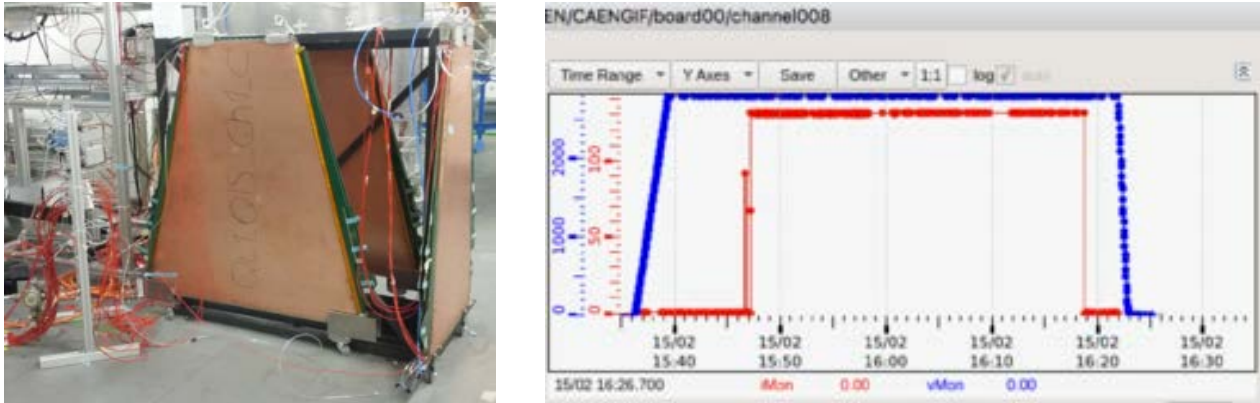 EN/CAENGIF/board00/channel008
Time Range Y Axes Save Other 1:1 log
2000
1000
0
100
50
0
15/02 15/02 15/02 15/02 15/02 15/02
15:40 15:50 16:00 16:10 16:20 16:30
15/02 16:26.700 iMon 0.00 vMon 0.00